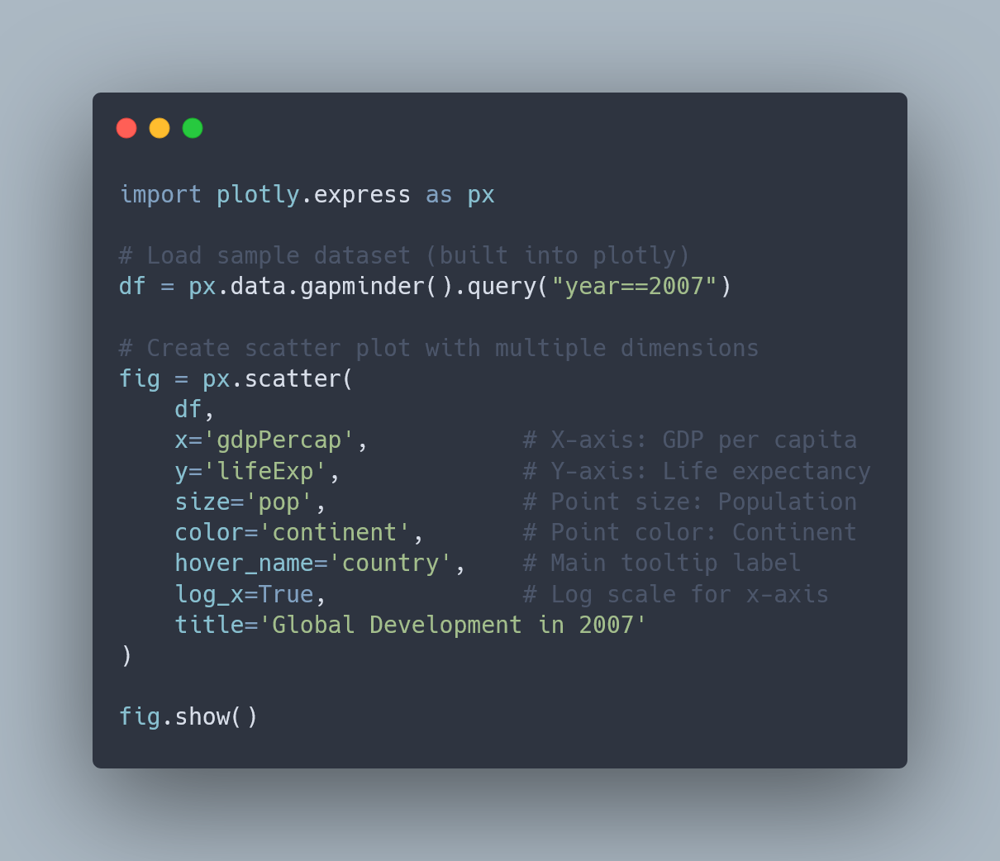 import plotly.express as px

# Load sample dataset (built into plotly)
df = px.data.gapminder().query("year==2007")

# Create scatter plot with multiple dimensions
fig = px.scatter(
    df,
    x='gdpPercap',           # X-axis: GDP per capita
    y='lifeExp',             # Y-axis: Life expectancy
    size='pop',              # Point size: Population
    color='continent',       # Point color: Continent
    hover_name='country',    # Main tooltip label
    log_x=True,              # Log scale for x-axis
    title='Global Development in 2007'
)

fig.show()